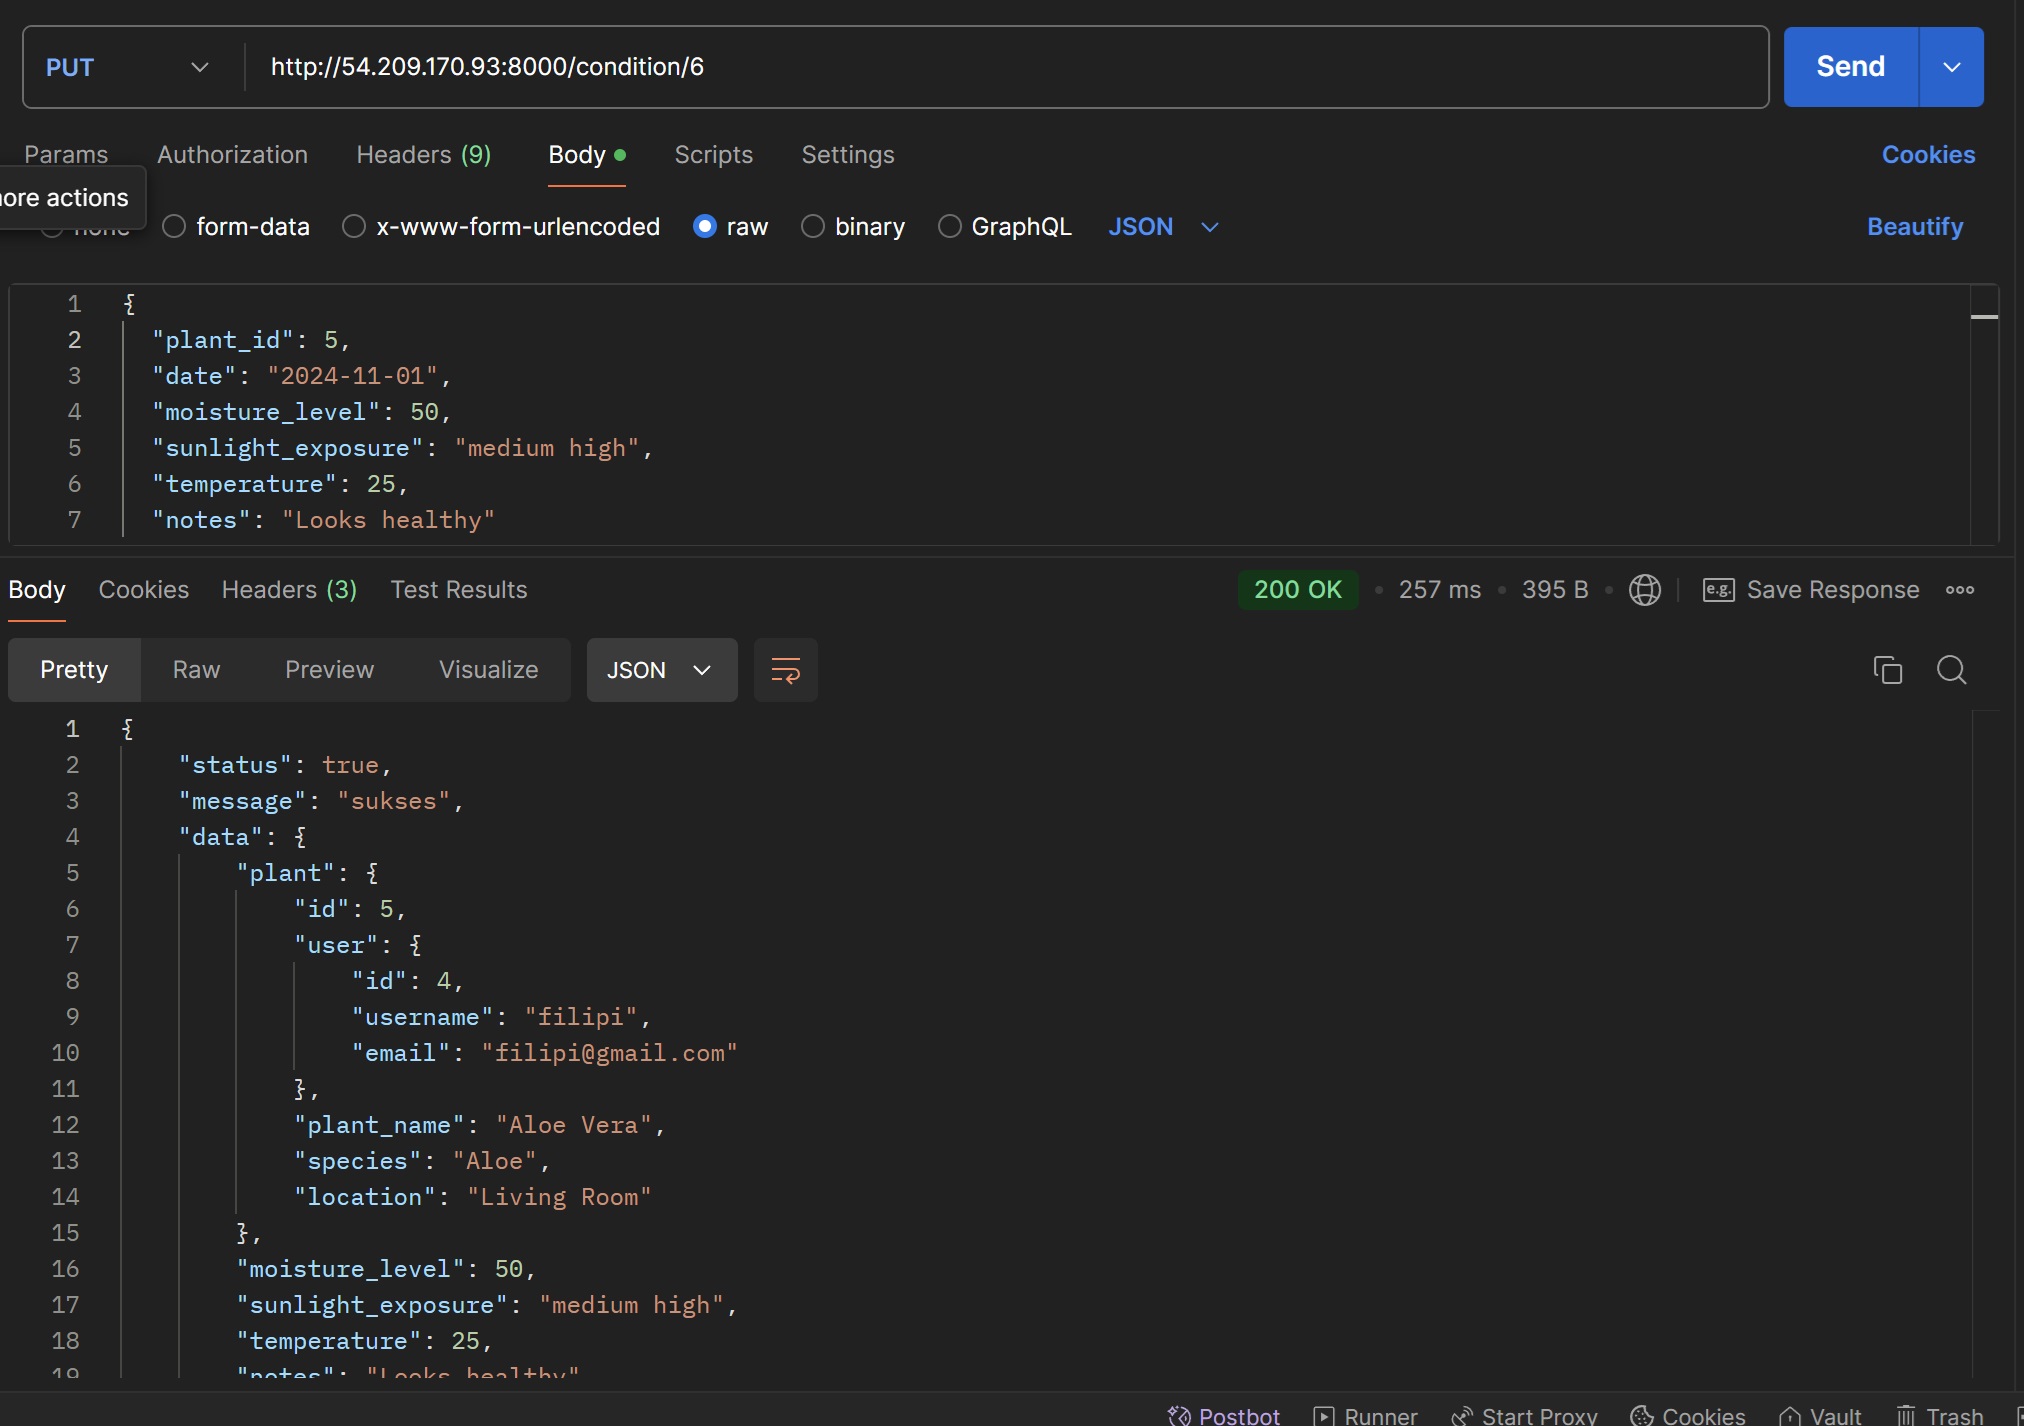 PUT http://54.209.170.93:8000/condition/6 Send
Params Authorization Headers (9) Body Scripts Settings Cookies
ore actions
none form-data x-www-form-urlencoded raw binary GraphQL JSON Beautify
1 {
2 "plant_id": 5,
3 "date": "2024-11-01",
4 "moisture_level": 50,
5 "sunlight_exposure": "medium high",
6 "temperature": 25,
7 "notes": "Looks healthy"
Body Cookies Headers (3) Test Results 200 OK • 257 ms • 395 B • e.g. Save Response
Pretty Raw Preview Visualize JSON
1 {
2 "status": true,
3 "message": "sukses",
4 "data": {
5 "plant": {
6 "id": 5,
7 "user": {
8 "id": 4,
9 "username": "filipi",
10 "email": "filipi@gmail.com"
11 },
12 "plant_name": "Aloe Vera",
13 "species": "Aloe",
14 "location": "Living Room"
15 },
16 "moisture_level": 50,
17 "sunlight_exposure": "medium high",
18 "temperature": 25,
19 "notes": "Looks healthy"
Postbot Runner Start Proxy Cookies Vault Trash